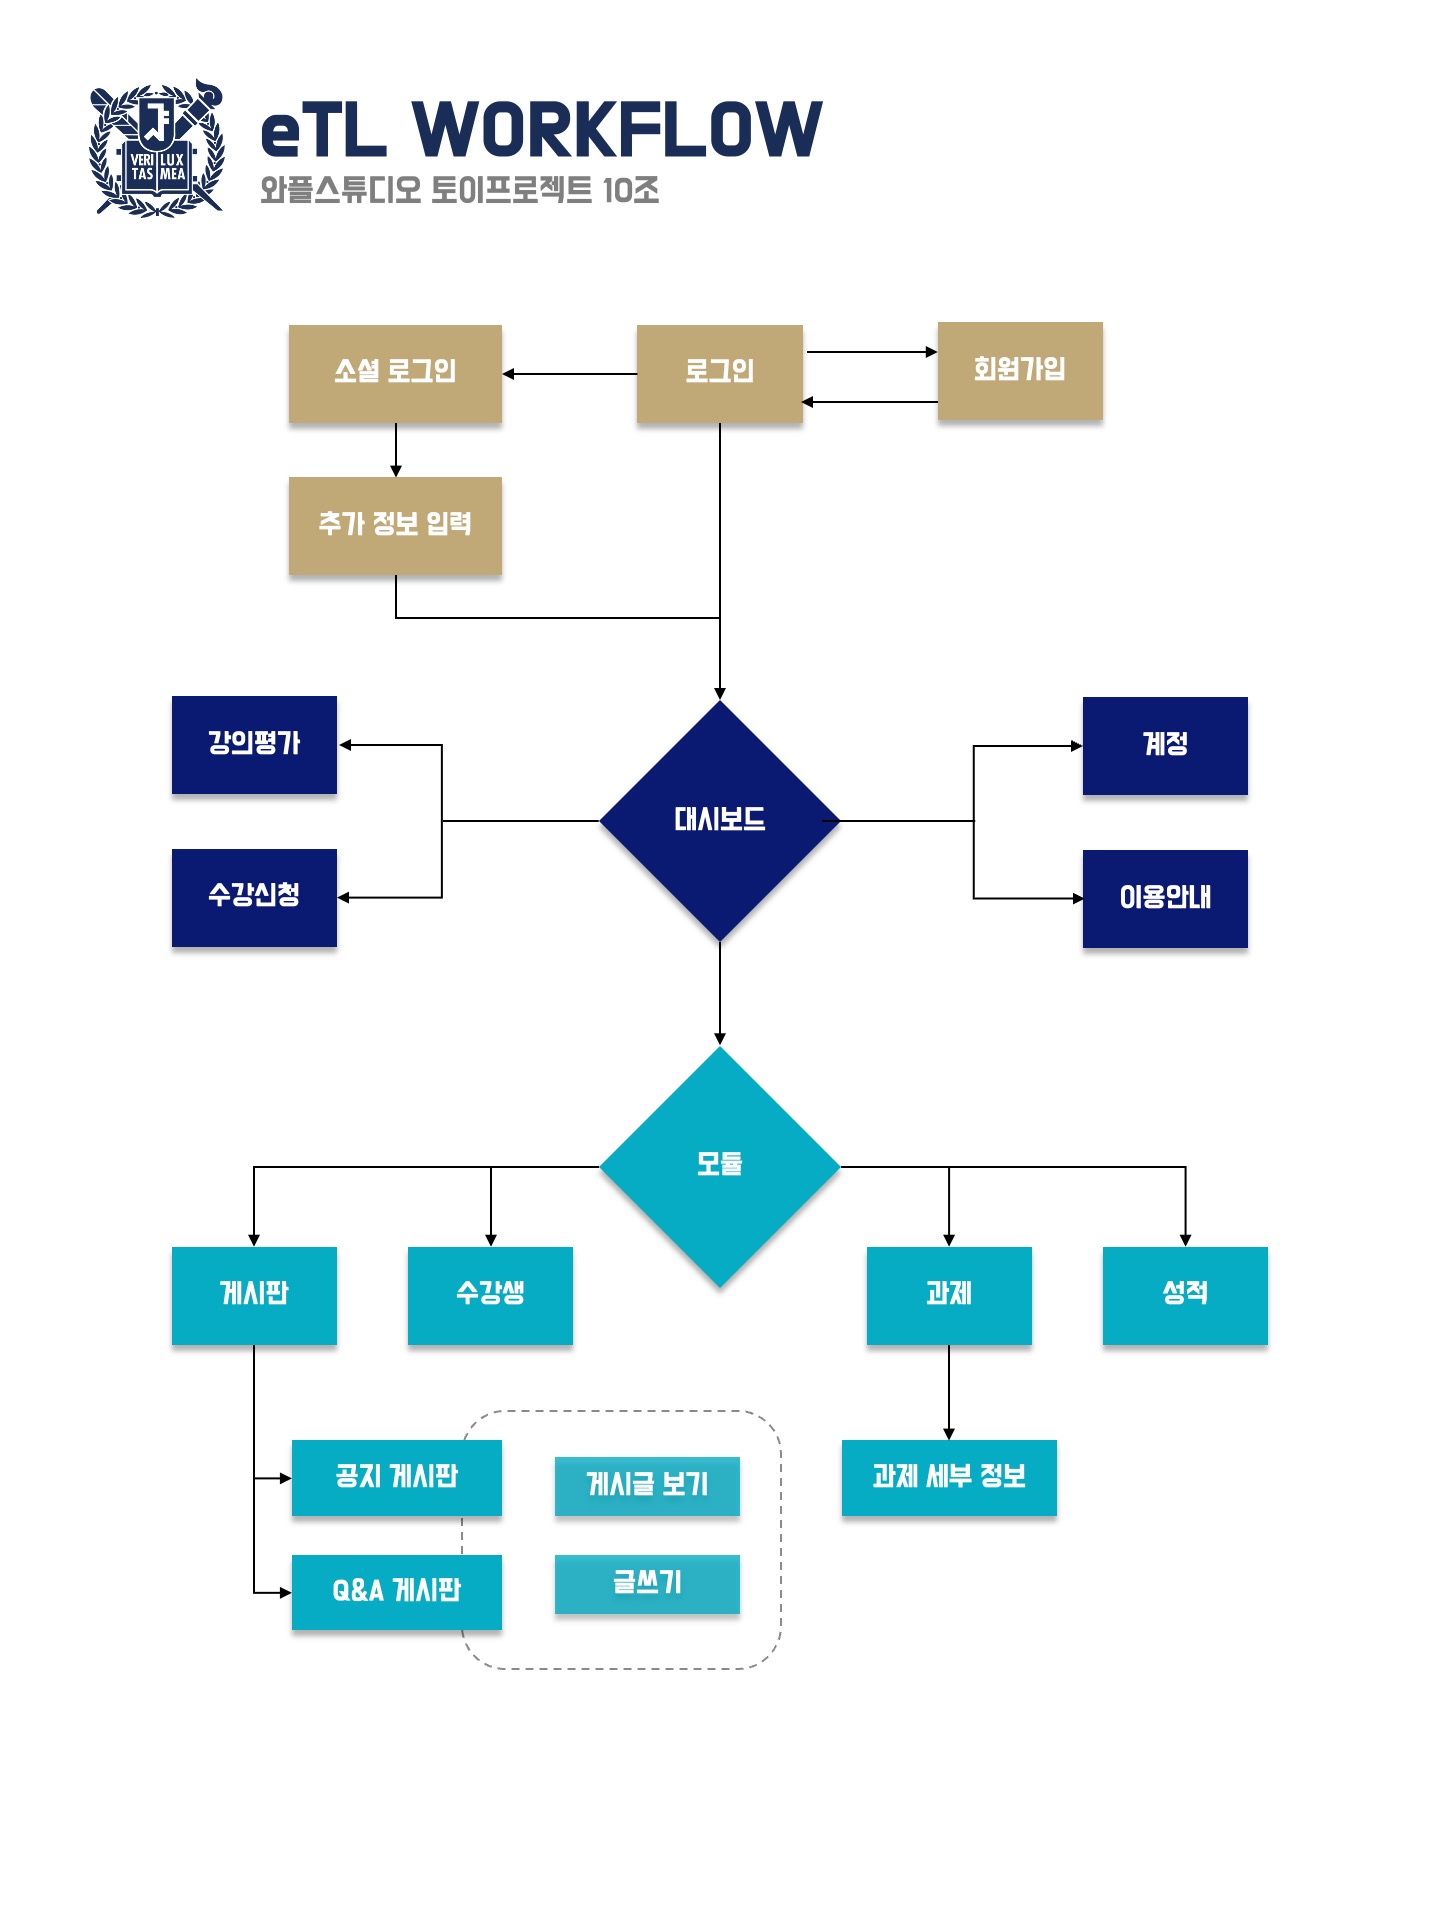 VERI LUX
TAS MEA
eTL WORKFLOW
와플스튜디오 토이프로젝트 10조
소셜 로그인
로그인
회원가입
추가 정보 입력
강의평가
계정
대시보드
수강신청
이용안내
모듈
게시판
수강생
과제
성적
공지 게시판
게시글 보기
과제 세부 정보
Q&A 게시판
글쓰기